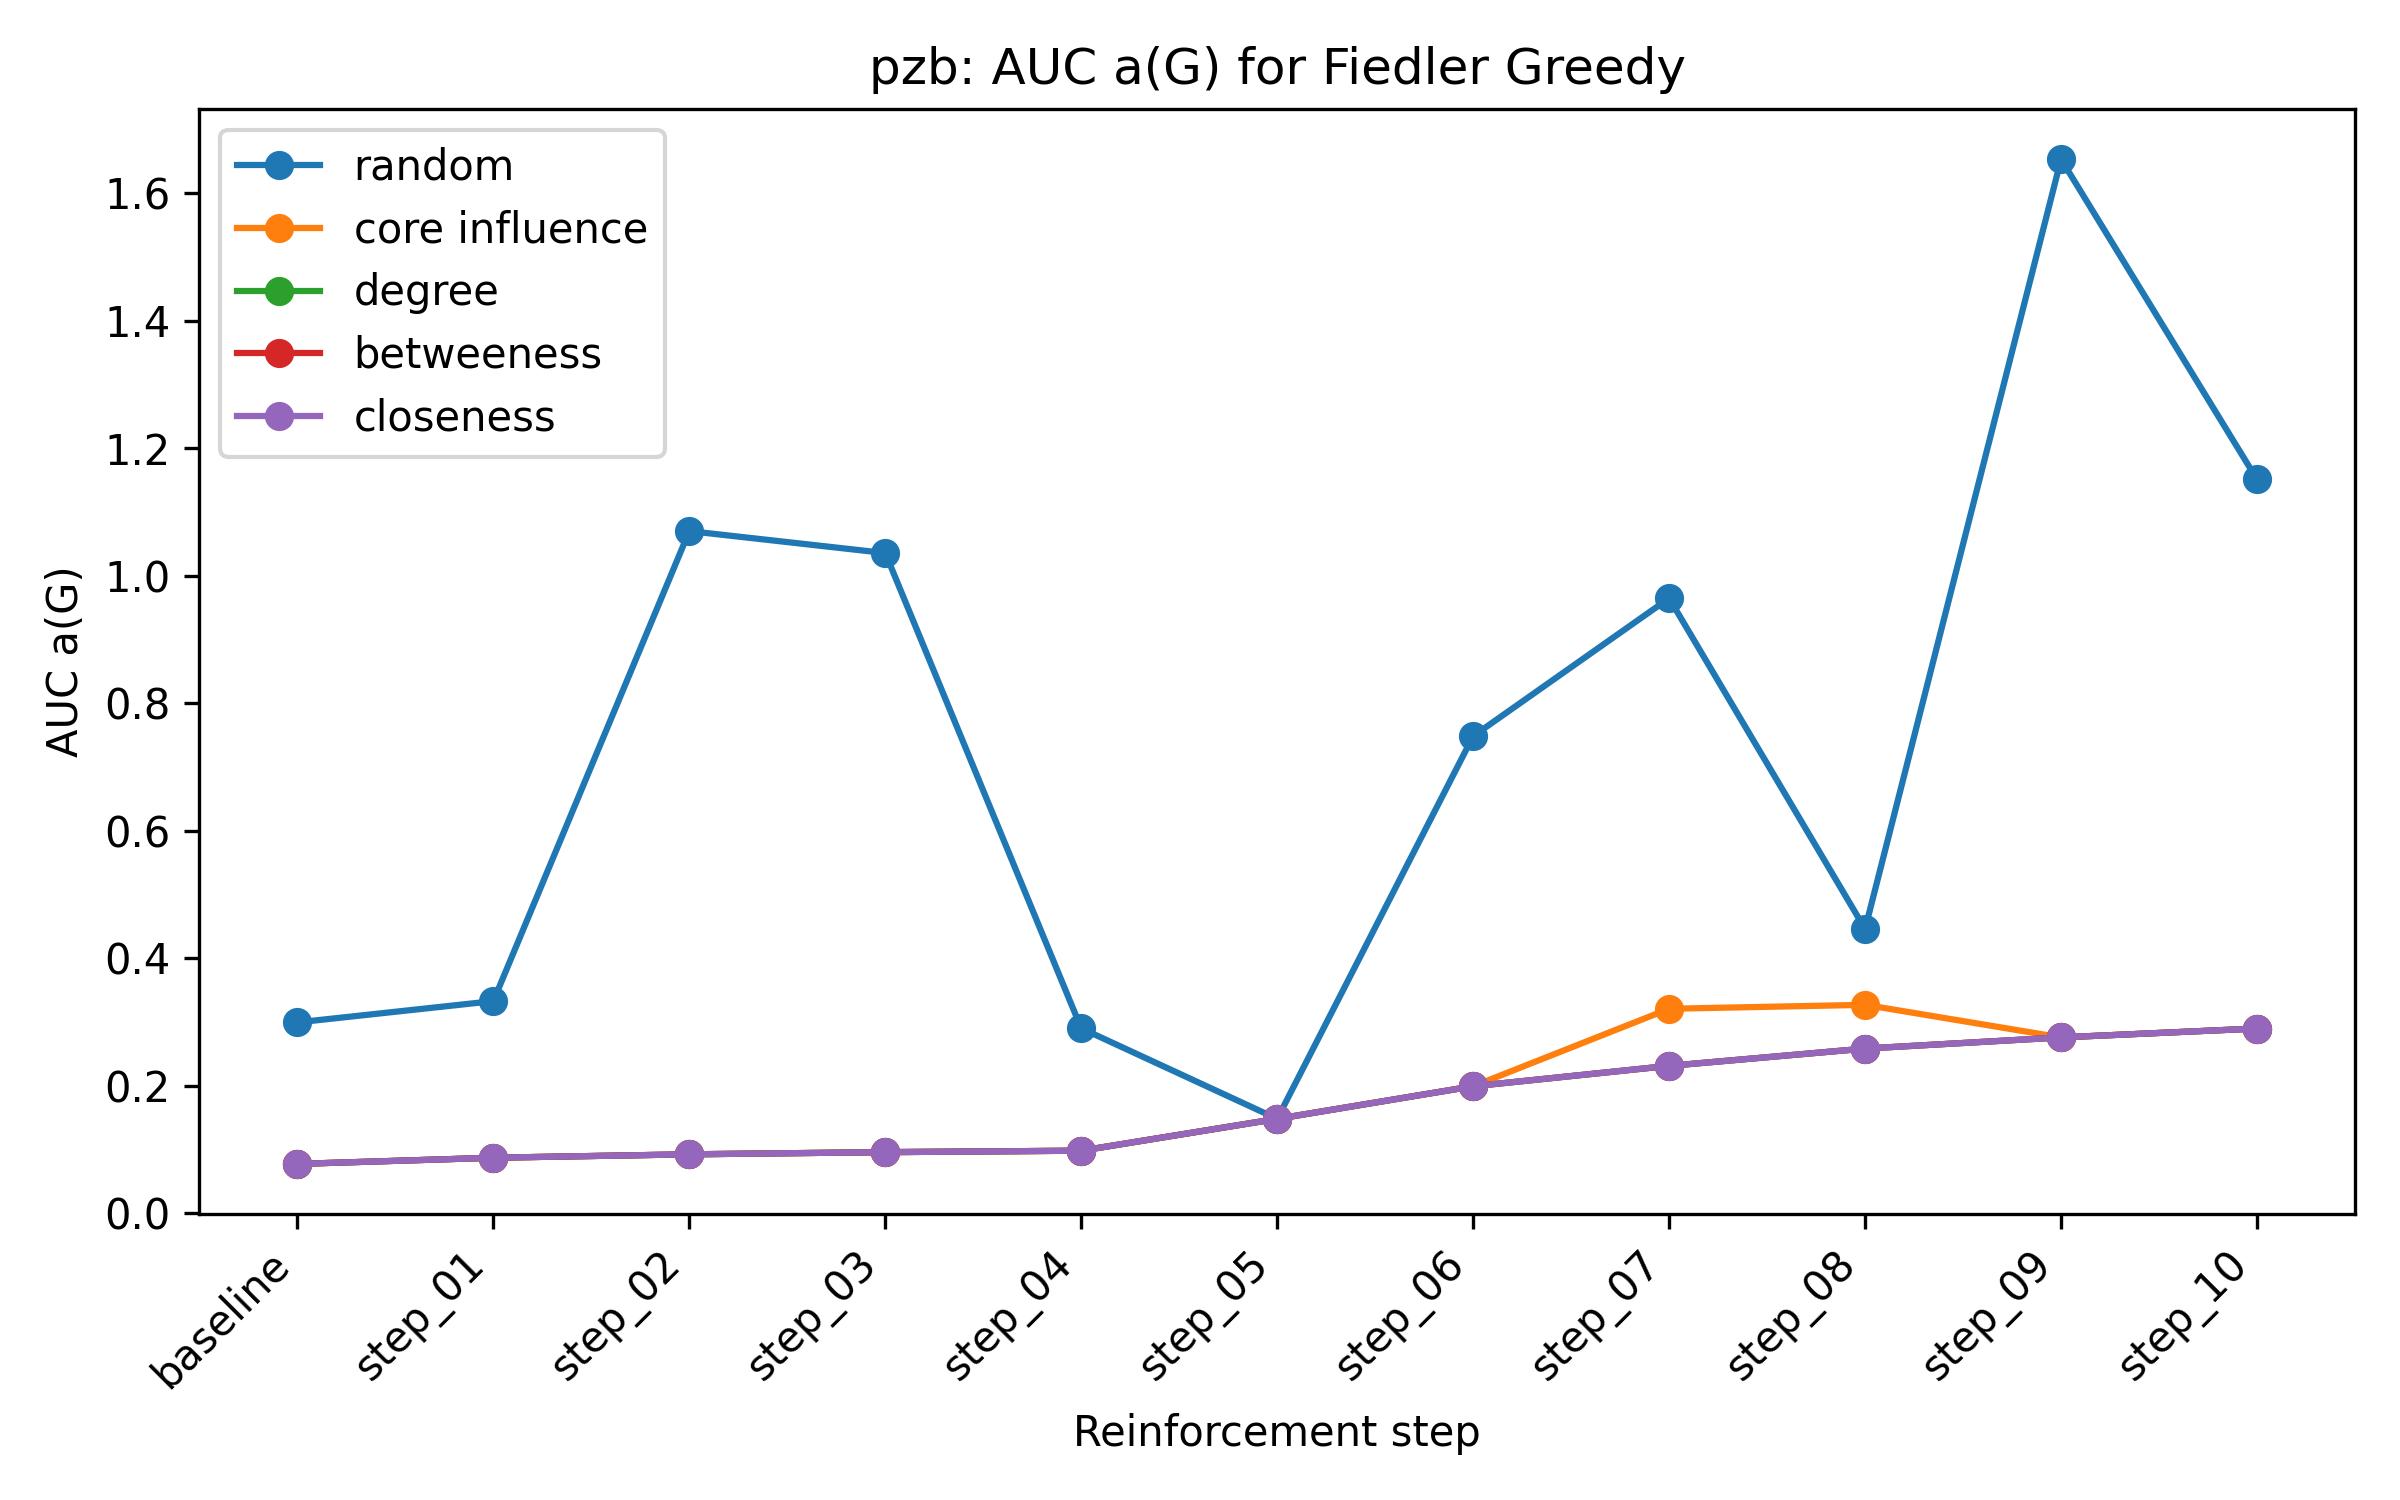 pzb: AUC a(G) for Fiedler Greedy
random
core influence
degree
betweeness
closeness
AUC a(G)
1.6
1.4
1.2
1.0
0.8
0.6
0.4
0.2
0.0
baseline
step_01
step_02
step_03
step_04
step_05
step_06
step_07
step_08
step_09
step_10
Reinforcement step